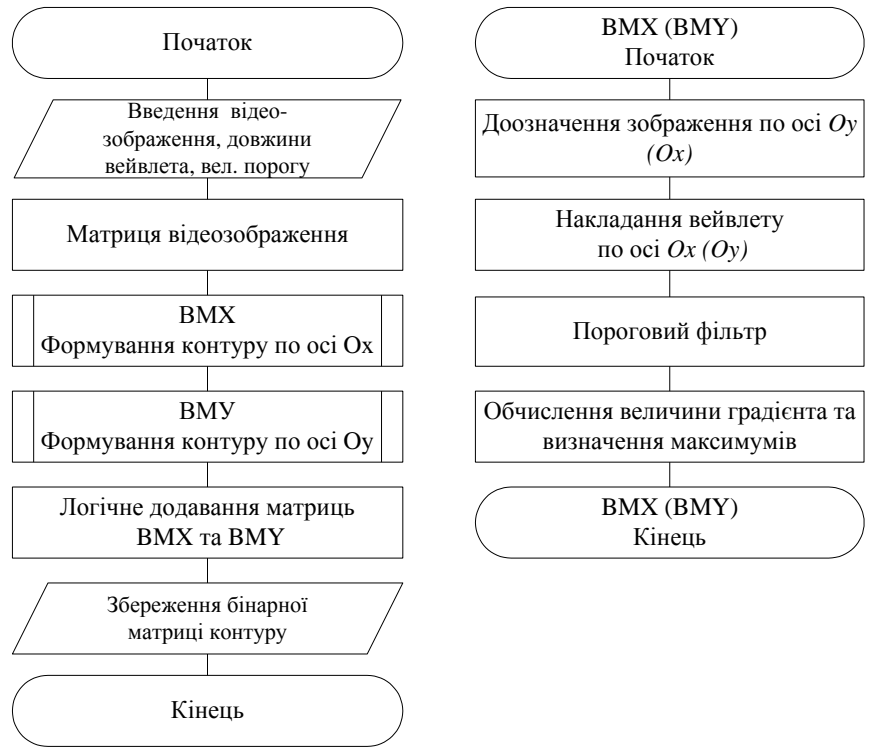 Початок
Введення відео-
зображення, довжини
вейвлета, вел. порогу
Матриця відеозображення
ВМХ
Формування контуру по осі Ох
ВМУ
Формування контуру по осі Оу
Логічне додавання матриць
ВМХ та ВМY
Збереження бінарної
матриці контуру
Кінець
ВМХ (ВМY)
Початок
Доозначення зображення по осі Oy
(Ox)
Накладання вейвлету
по осі Ox (Oy)
Пороговий фільтр
Обчислення величини градієнта та
визначення максимумів
ВМХ (ВМY)
Кінець